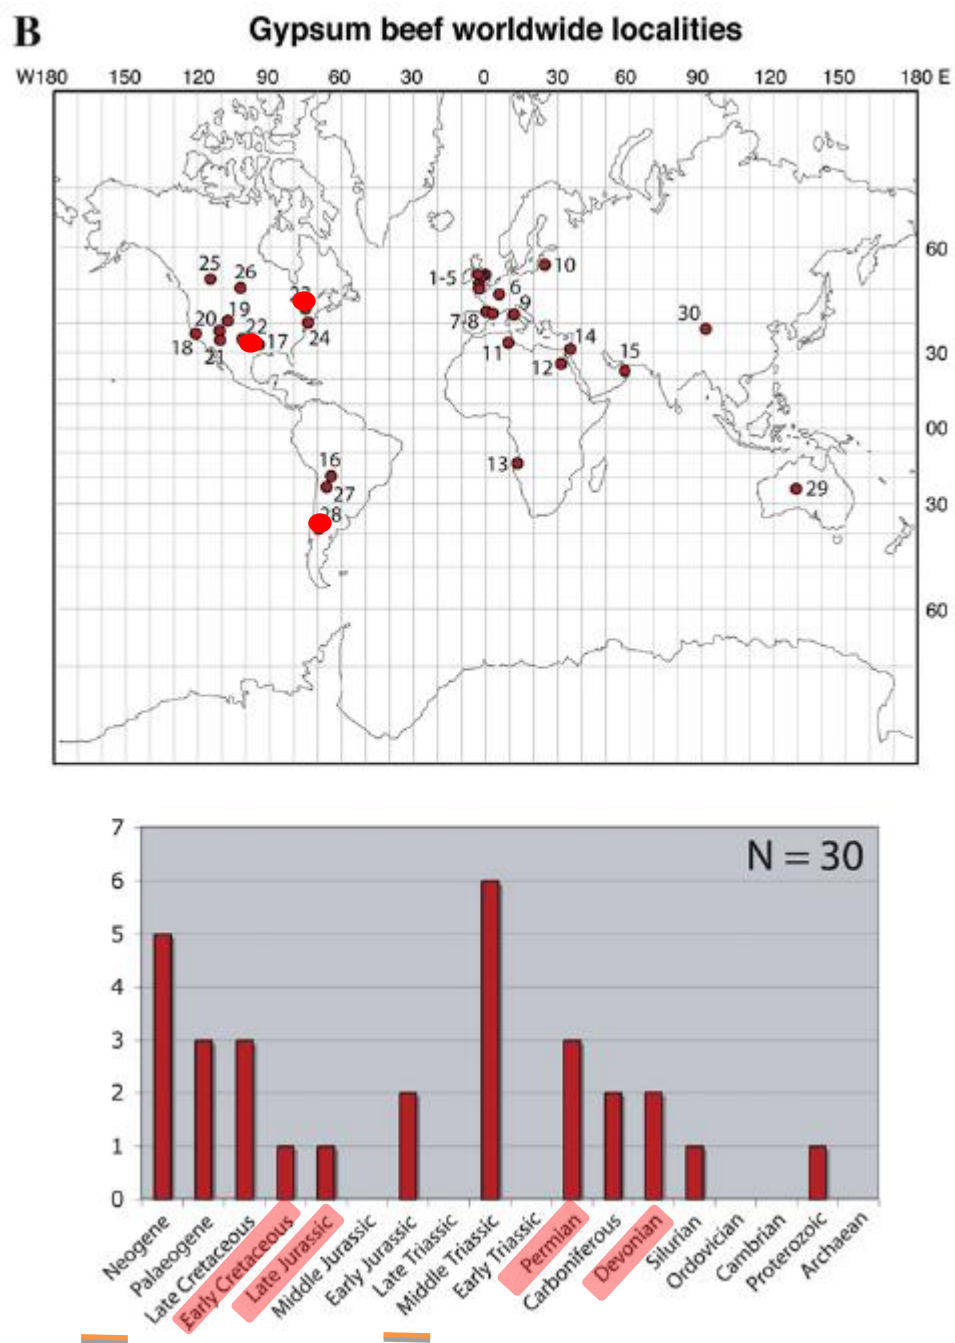 B
Gypsum beef worldwide localities
W180 150 120 90 60 30 0 30 60 90 120 150 180 E
60
30
00
30
60
25
26
1-5
10
6
9
19
20
22
7-8
30
17
24
18
21
11
14
15
12
16
13
27
29
N = 30
7
6
5
4
3
2
1
0
Neogene
Palaeogene
Late Cretaceous
Early Cretaceous
Late Jurassic
Middle Jurassic
Early Jurassic
Late Triassic
Middle Triassic
Early Triassic
Permian
Carboniferous
Devonian
Silurian
Ordovician
Cambrian
Proterozoic
Archaean